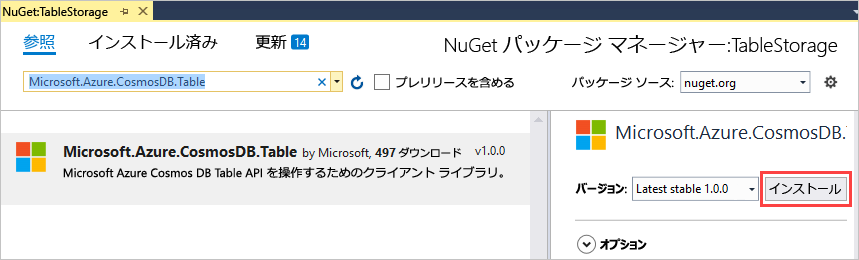 NuGet:TableStorage
参照 インストール済み 更新 14
NuGet パッケージ マネージャー:TableStorage
Microsoft.Azure.CosmosDB.Table
プレリリースを含める
パッケージ ソース: nuget.org
Microsoft.Azure.CosmosDB.Table by Microsoft, 497 ダウンロード v1.0.0
Microsoft Azure Cosmos DB Table API を操作するためのクライアント ライブラリ。
Microsoft.Azure.CosmosDB.
バージョン: Latest stable 1.0.0 インストール
オプション